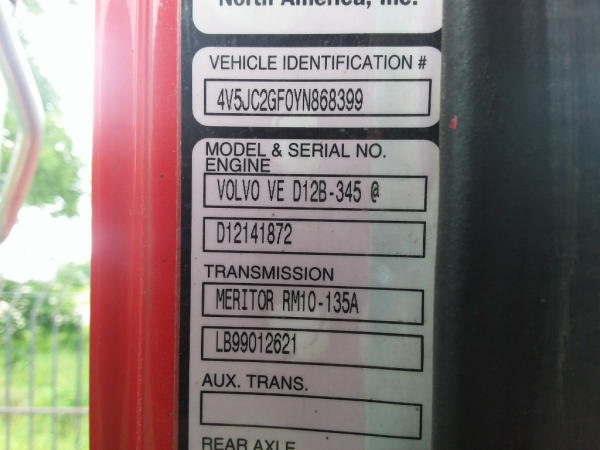 North America, Inc.
VEHICLE IDENTIFICATION #
4V5JC2GF0YN868399
MODEL & SERIAL NO.
ENGINE
VOLVO VE D12B-345 @
D12141872
TRANSMISSION
MERITOR RM10-135A
LB99012621
AUX. TRANS.
REAR AXLE